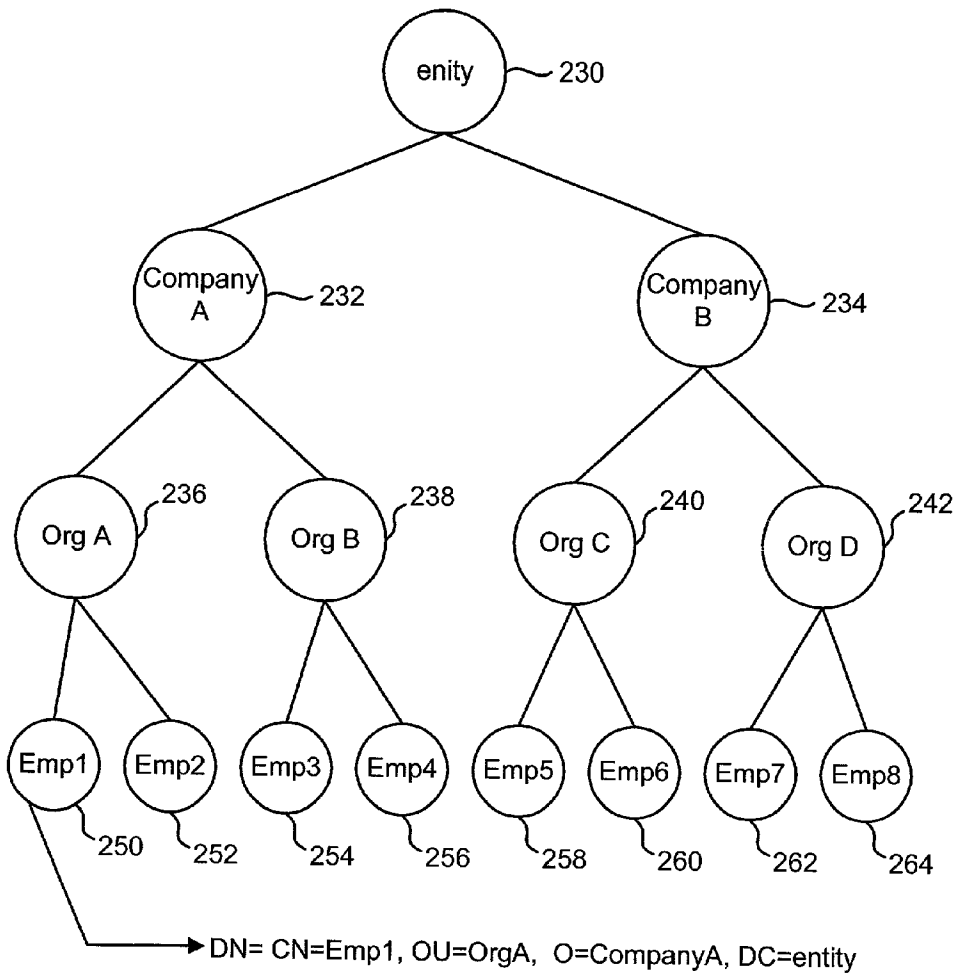 enity
230
Company
A
232
Company
B
234
Org A
236
Org B
238
Org C
240
Org D
242
Emp1
Emp2
Emp3
Emp4
Emp5
Emp6
Emp7
Emp8
250
252
254
256
258
260
262
264
DN= CN=Emp1, OU=OrgA, O=CompanyA, DC=entity